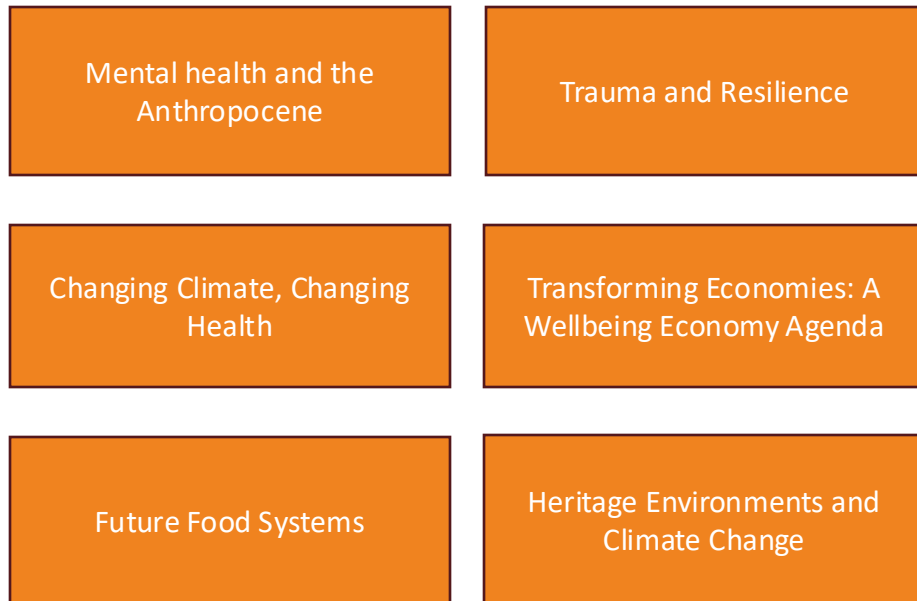 Mental health and the
Anthropocene
Trauma and Resilience
Changing Climate, Changing
Health
Transforming Economies: A
Wellbeing Economy Agenda
Future Food Systems
Heritage Environments and
Climate Change